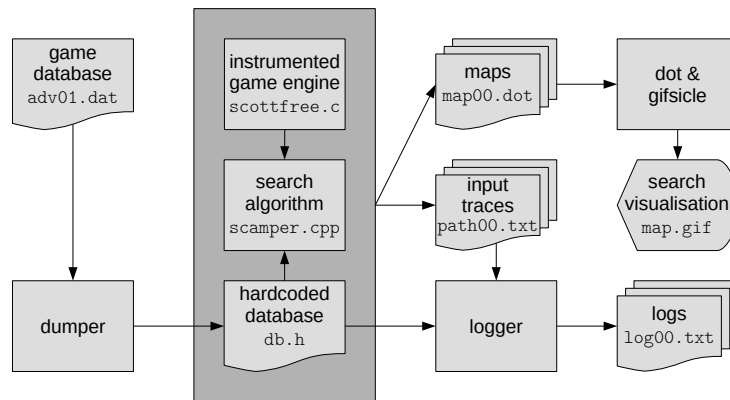 game
database
adv01.dat
instrumented
game engine
scottfree.c
maps
map00.dot
dot &
gifsicle
search
algorithm
scamper.cpp
input
traces
path00.txt
search
visualisation
map.gif
dumper
hardcoded
database
db.h
logger
logs
log00.txt